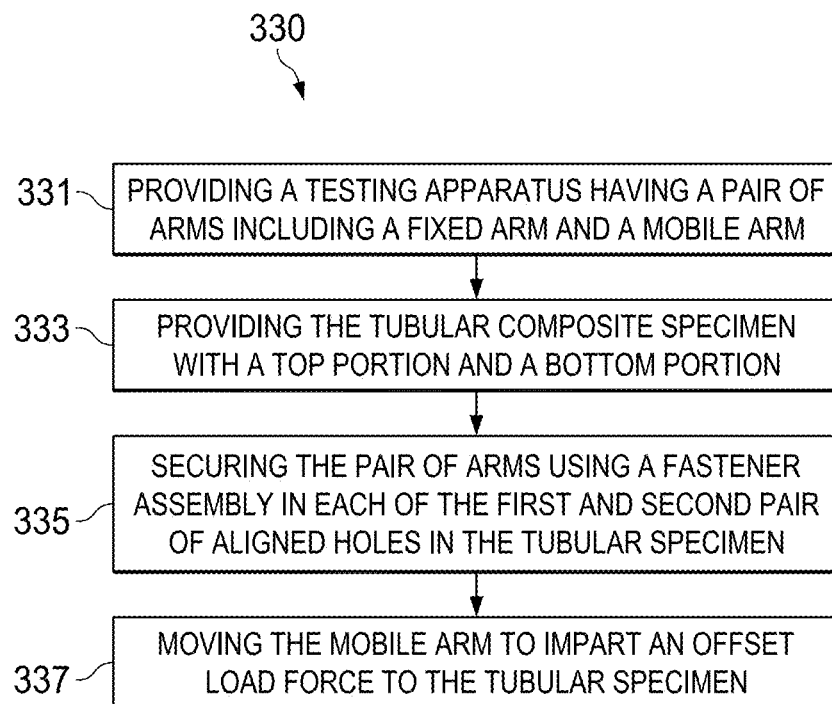 330
331
PROVIDING A TESTING APPARATUS HAVING A PAIR OF
ARMS INCLUDING A FIXED ARM AND A MOBILE ARM
333
PROVIDING THE TUBULAR COMPOSITE SPECIMEN
WITH A TOP PORTION AND A BOTTOM PORTION
335
SECURING THE PAIR OF ARMS USING A FASTENER
ASSEMBLY IN EACH OF THE FIRST AND SECOND PAIR
OF ALIGNED HOLES IN THE TUBULAR SPECIMEN
337
MOVING THE MOBILE ARM TO IMPART AN OFFSET
LOAD FORCE TO THE TUBULAR SPECIMEN